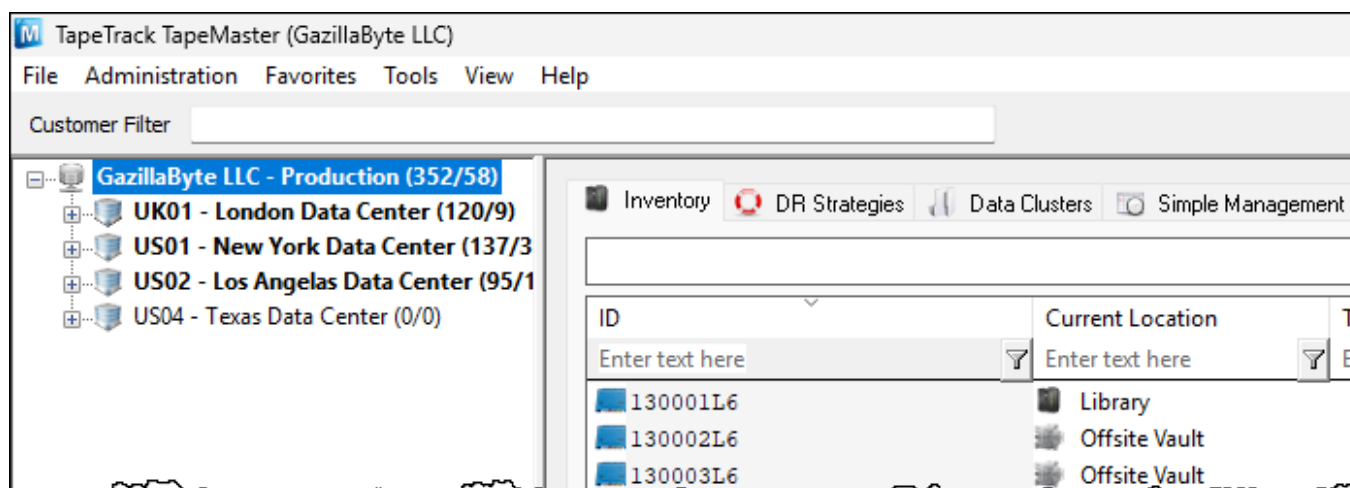 TapeTrack TapeMaster (GazillaByte LLC)
File Administration Favorites Tools View Help
Customer Filter
GazillaByte LLC - Production (352/58)
UK01 - London Data Center (120/9)
US01 - New York Data Center (137/3
US02 - Los Angelas Data Center (95/1
US04 - Texas Data Center (0/0)
Inventory DR Strategies Data Clusters Simple Management
ID Current Location
Enter text here Enter text here
130001L6 Library
130002L6 Offsite Vault
130003L6 Offsite Vault